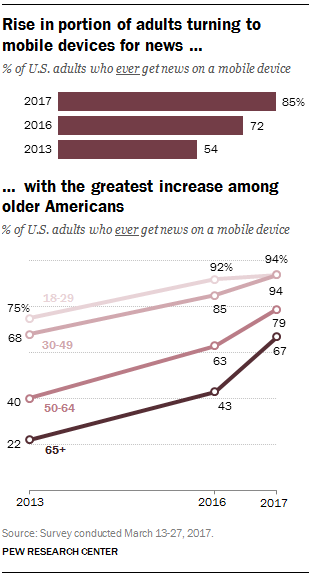 Rise in portion of adults turning to
mobile devices for news ...
% of U.S. adults who ever get news on a mobile device
2017 85%
2016 72
2013 54
... with the greatest increase among
older Americans
% of U.S. adults who ever get news on a mobile device
94%
92%
18-29
75%
94
85
68
30-49
79
63
67
40
50-64
43
22
65+
2013 2016 2017
Source: Survey conducted March 13-27, 2017.
PEW RESEARCH CENTER